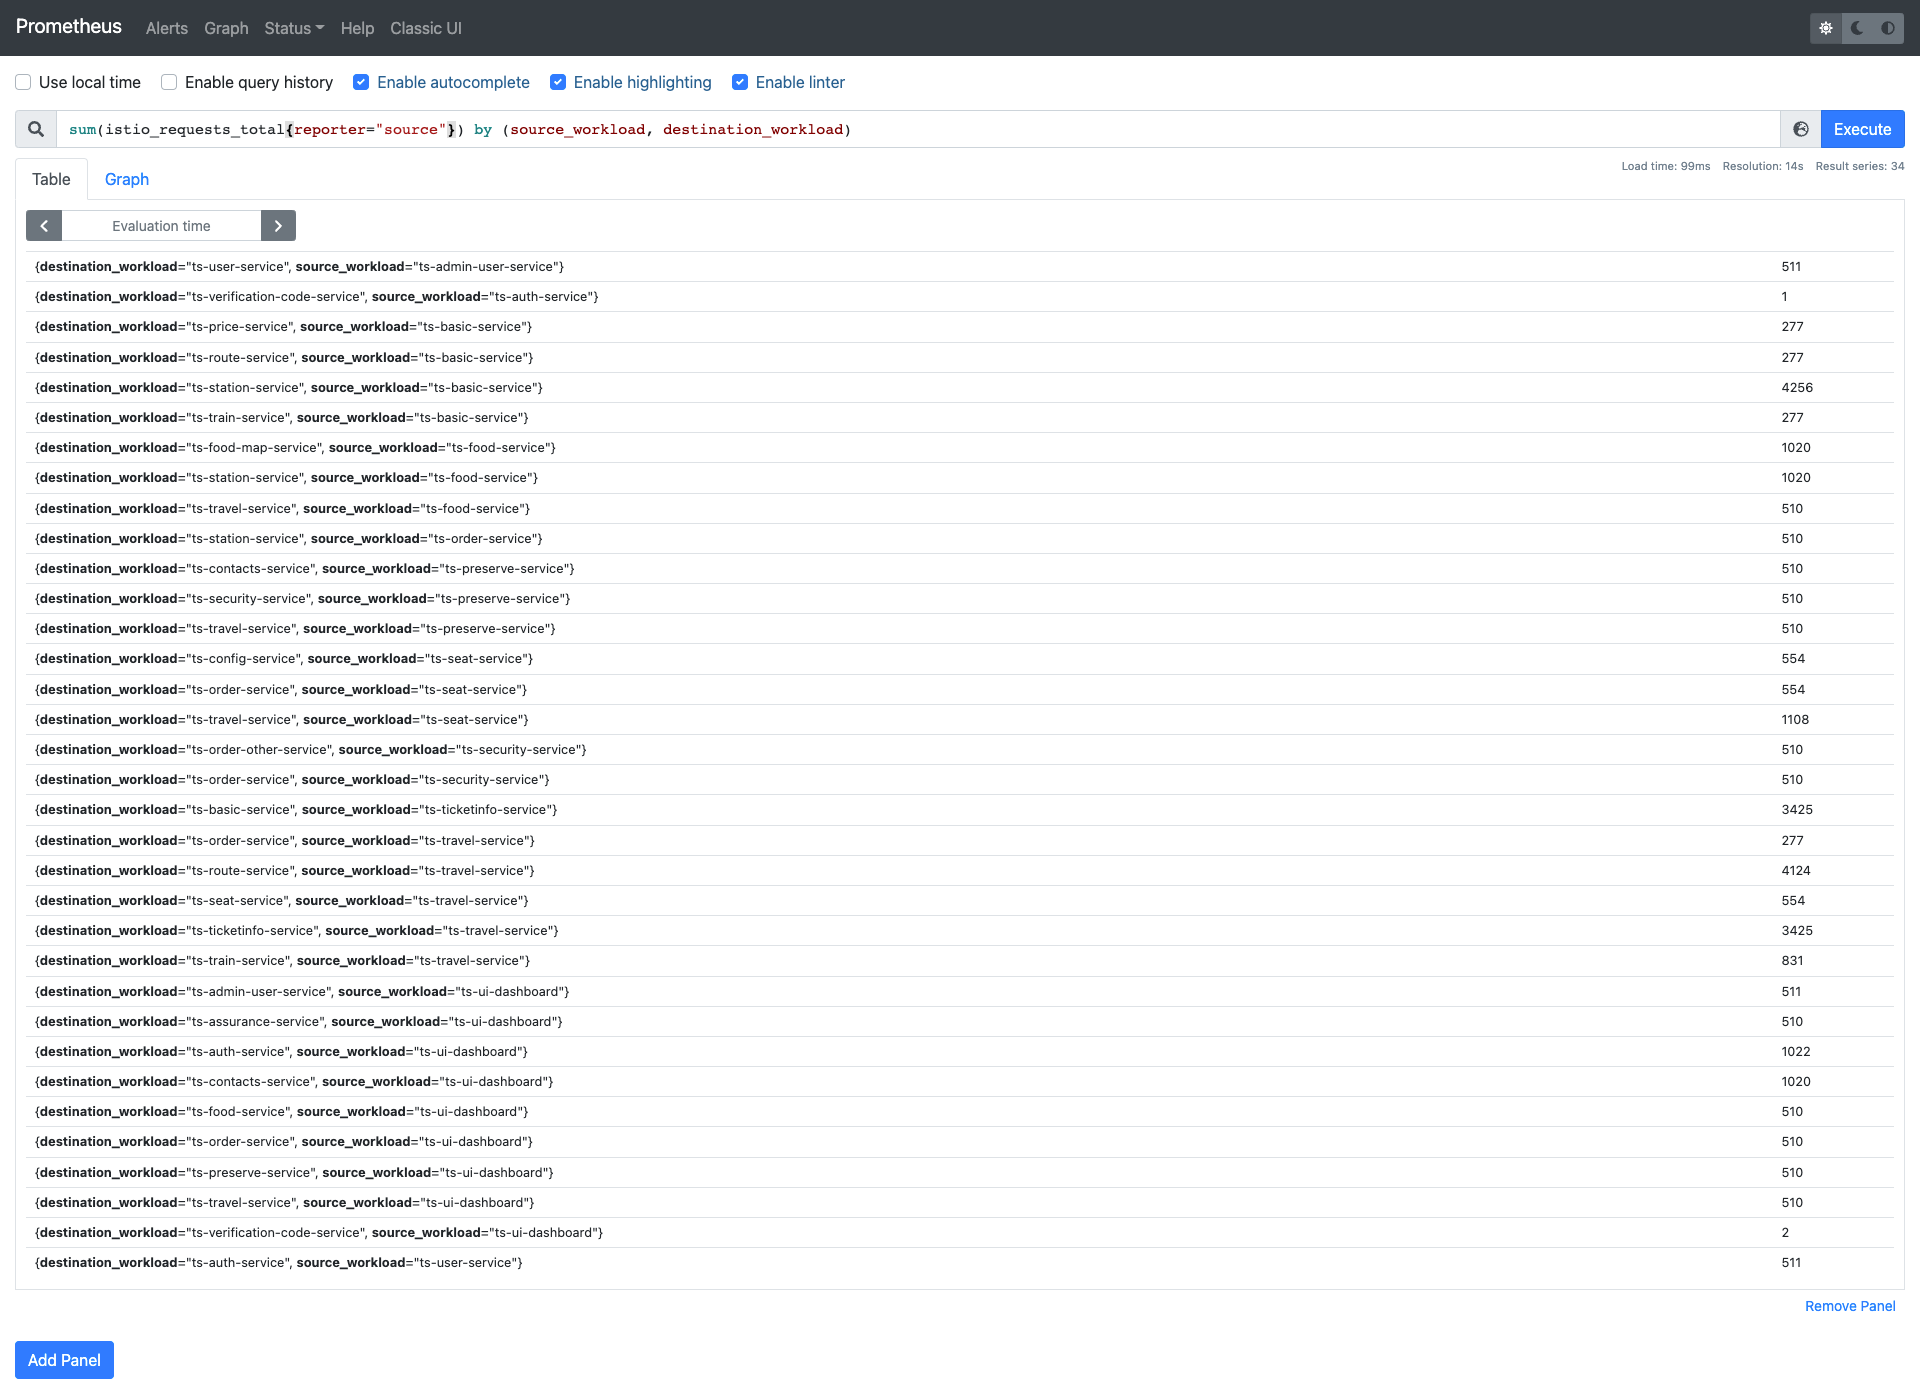 Prometheus Alerts Graph Status Help Classic UI
Use local time Enable query history Enable autocomplete Enable highlighting Enable linter
sum(istio_requests_total{reporter="source"}) by (source_workload, destination_workload) Execute
Table Graph Load time: 99ms Resolution: 14s Result series: 34
Evaluation time
{destination_workload="ts-user-service", source_workload="ts-admin-user-service"} 511
{destination_workload="ts-verification-code-service", source_workload="ts-auth-service"} 1
{destination_workload="ts-price-service", source_workload="ts-basic-service"} 277
{destination_workload="ts-route-service", source_workload="ts-basic-service"} 277
{destination_workload="ts-station-service", source_workload="ts-basic-service"} 4256
{destination_workload="ts-train-service", source_workload="ts-basic-service"} 277
{destination_workload="ts-food-map-service", source_workload="ts-food-service"} 1020
{destination_workload="ts-station-service", source_workload="ts-food-service"} 1020
{destination_workload="ts-travel-service", source_workload="ts-food-service"} 510
{destination_workload="ts-station-service", source_workload="ts-order-service"} 510
{destination_workload="ts-contacts-service", source_workload="ts-preserve-service"} 510
{destination_workload="ts-security-service", source_workload="ts-preserve-service"} 510
{destination_workload="ts-travel-service", source_workload="ts-preserve-service"} 510
{destination_workload="ts-config-service", source_workload="ts-seat-service"} 554
{destination_workload="ts-order-service", source_workload="ts-seat-service"} 554
{destination_workload="ts-travel-service", source_workload="ts-seat-service"} 1108
{destination_workload="ts-order-other-service", source_workload="ts-security-service"} 510
{destination_workload="ts-order-service", source_workload="ts-security-service"} 510
{destination_workload="ts-basic-service", source_workload="ts-ticketinfo-service"} 3425
{destination_workload="ts-order-service", source_workload="ts-travel-service"} 277
{destination_workload="ts-route-service", source_workload="ts-travel-service"} 4124
{destination_workload="ts-seat-service", source_workload="ts-travel-service"} 554
{destination_workload="ts-ticketinfo-service", source_workload="ts-travel-service"} 3425
{destination_workload="ts-train-service", source_workload="ts-travel-service"} 831
{destination_workload="ts-admin-user-service", source_workload="ts-ui-dashboard"} 511
{destination_workload="ts-assurance-service", source_workload="ts-ui-dashboard"} 510
{destination_workload="ts-auth-service", source_workload="ts-ui-dashboard"} 1022
{destination_workload="ts-contacts-service", source_workload="ts-ui-dashboard"} 1020
{destination_workload="ts-food-service", source_workload="ts-ui-dashboard"} 510
{destination_workload="ts-order-service", source_workload="ts-ui-dashboard"} 510
{destination_workload="ts-preserve-service", source_workload="ts-ui-dashboard"} 510
{destination_workload="ts-travel-service", source_workload="ts-ui-dashboard"} 510
{destination_workload="ts-verification-code-service", source_workload="ts-ui-dashboard"} 2
{destination_workload="ts-auth-service", source_workload="ts-user-service"} 511
Remove Panel
Add Panel